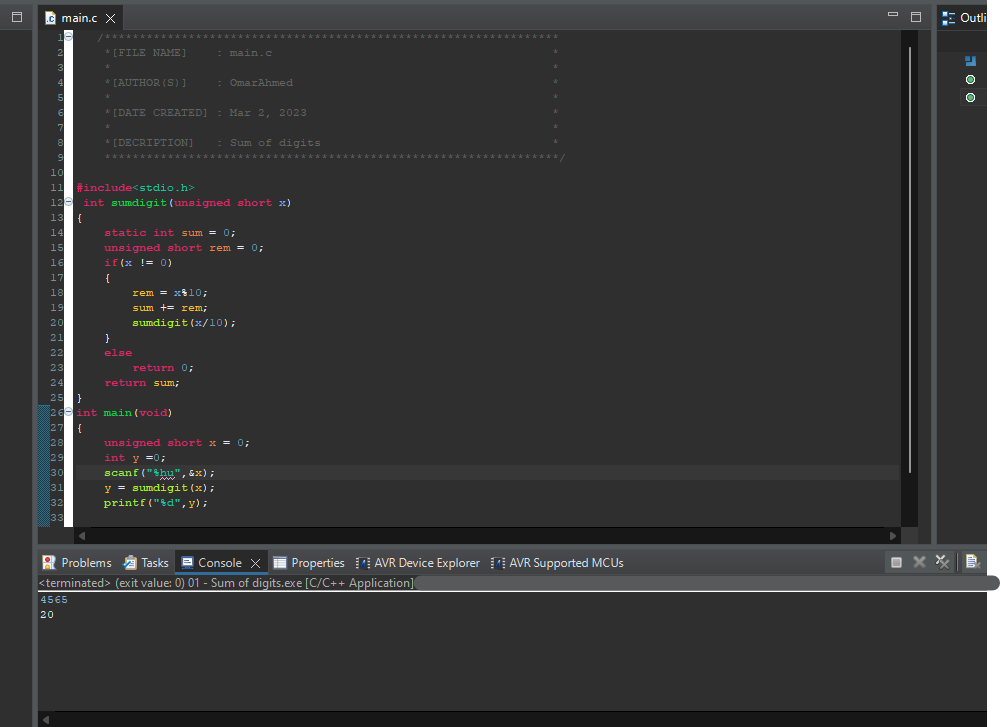 main.c
Outli
1 /*****************************************************************
2 *[FILE NAME] : main.c *
3 * *
4 *[AUTHOR(S)] : OmarAhmed *
5 * *
6 *[DATE CREATED] : Mar 2, 2023 *
7 * *
8 *[DECRIPTION] : Sum of digits *
9 *****************************************************************/
10
11 #include<stdio.h>
12 int sumdigit(unsigned short x)
13 {
14 static int sum = 0;
15 unsigned short rem = 0;
16 if(x != 0)
17 {
18 rem = x%10;
19 sum += rem;
20 sumdigit(x/10);
21 }
22 else
23 return 0;
24 return sum;
25 }
26 int main(void)
27 {
28 unsigned short x = 0;
29 int y =0;
30 scanf("%hu",&x);
31 y = sumdigit(x);
32 printf("%d",y);
33
Problems Tasks Console Properties AVR Device Explorer AVR Supported MCUs
<terminated> (exit value: 0) 01 - Sum of digits.exe [C/C++ Application]
4565
20